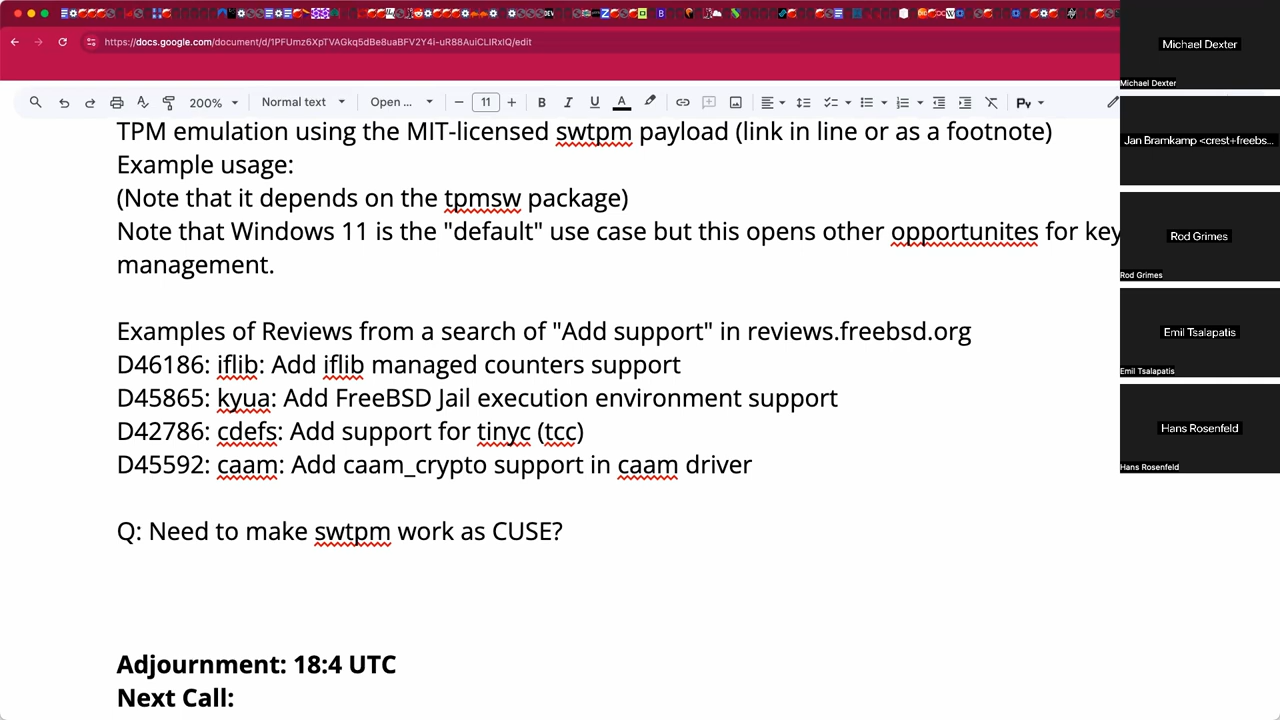 https://docs.google.com/document/d/1PFUmz6XpTVAGkq5dBe8uaBFV2Y4i-uR88AuiCLIRxIQ/edit
200%
Normal text
Open ...
11
TPM emulation using the MIT-licensed swtpm payload (link in line or as a footnote)
Example usage:
(Note that it depends on the tpmsw package)
Note that Windows 11 is the "default" use case but this opens other opportunites for key
management.
Examples of Reviews from a search of "Add support" in reviews.freebsd.org
D46186: iflib: Add iflib managed counters support
D45865: kyua: Add FreeBSD Jail execution environment support
D42786: cdefs: Add support for tinyc (tcc)
D45592: caam: Add caam_crypto support in caam driver
Q: Need to make swtpm work as CUSE?
Adjournment: 18:4 UTC
Next Call:
Michael Dexter
Michael Dexter
Jan Bramkamp <crest+freebs...
Rod Grimes
Rod Grimes
Emil Tsalapatis
Emil Tsalapatis
Hans Rosenfeld
Hans Rosenfeld